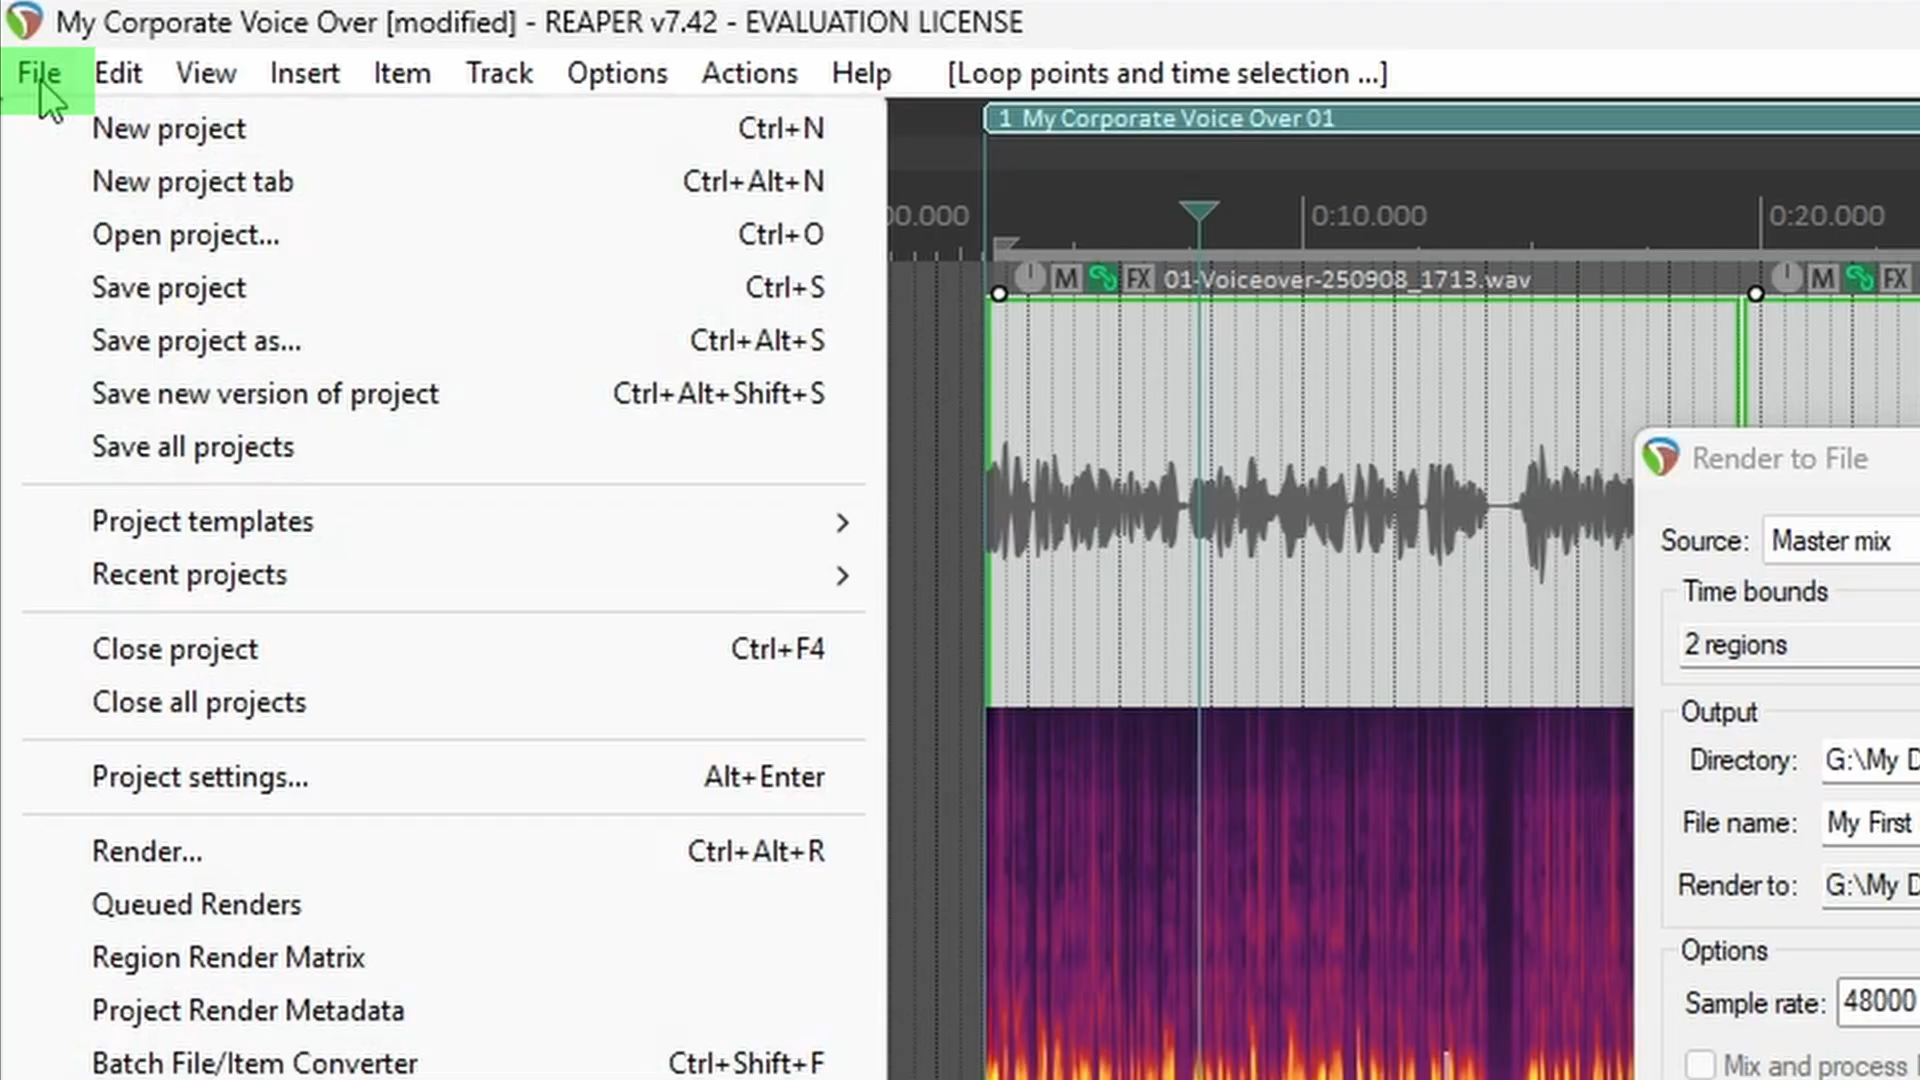 My Corporate Voice Over [modified] - REAPER v7.42 - EVALUATION LICENSE
File Edit View Insert Item Track Options Actions Help [Loop points and time selection ...]
New project Ctrl+N
New project tab Ctrl+Alt+N
Open project... Ctrl+O
Save project Ctrl+S
Save project as... Ctrl+Alt+S
Save new version of project Ctrl+Alt+Shift+S
Save all projects
Project templates
Recent projects
Close project Ctrl+F4
Close all projects
Project settings... Alt+Enter
Render... Ctrl+Alt+R
Queued Renders
Region Render Matrix
Project Render Metadata
Batch File/Item Converter Ctrl+Shift+F
1 My Corporate Voice Over 01
00.000 0:10.000 0:20.000
M FX 01-Voiceover-250908_1713.wav M FX
Render to File
Source: Master mix
Time bounds
2 regions
Output
Directory: G:\My D
File name: My First
Render to: G:\My D
Options
Sample rate: 48000
Mix and process